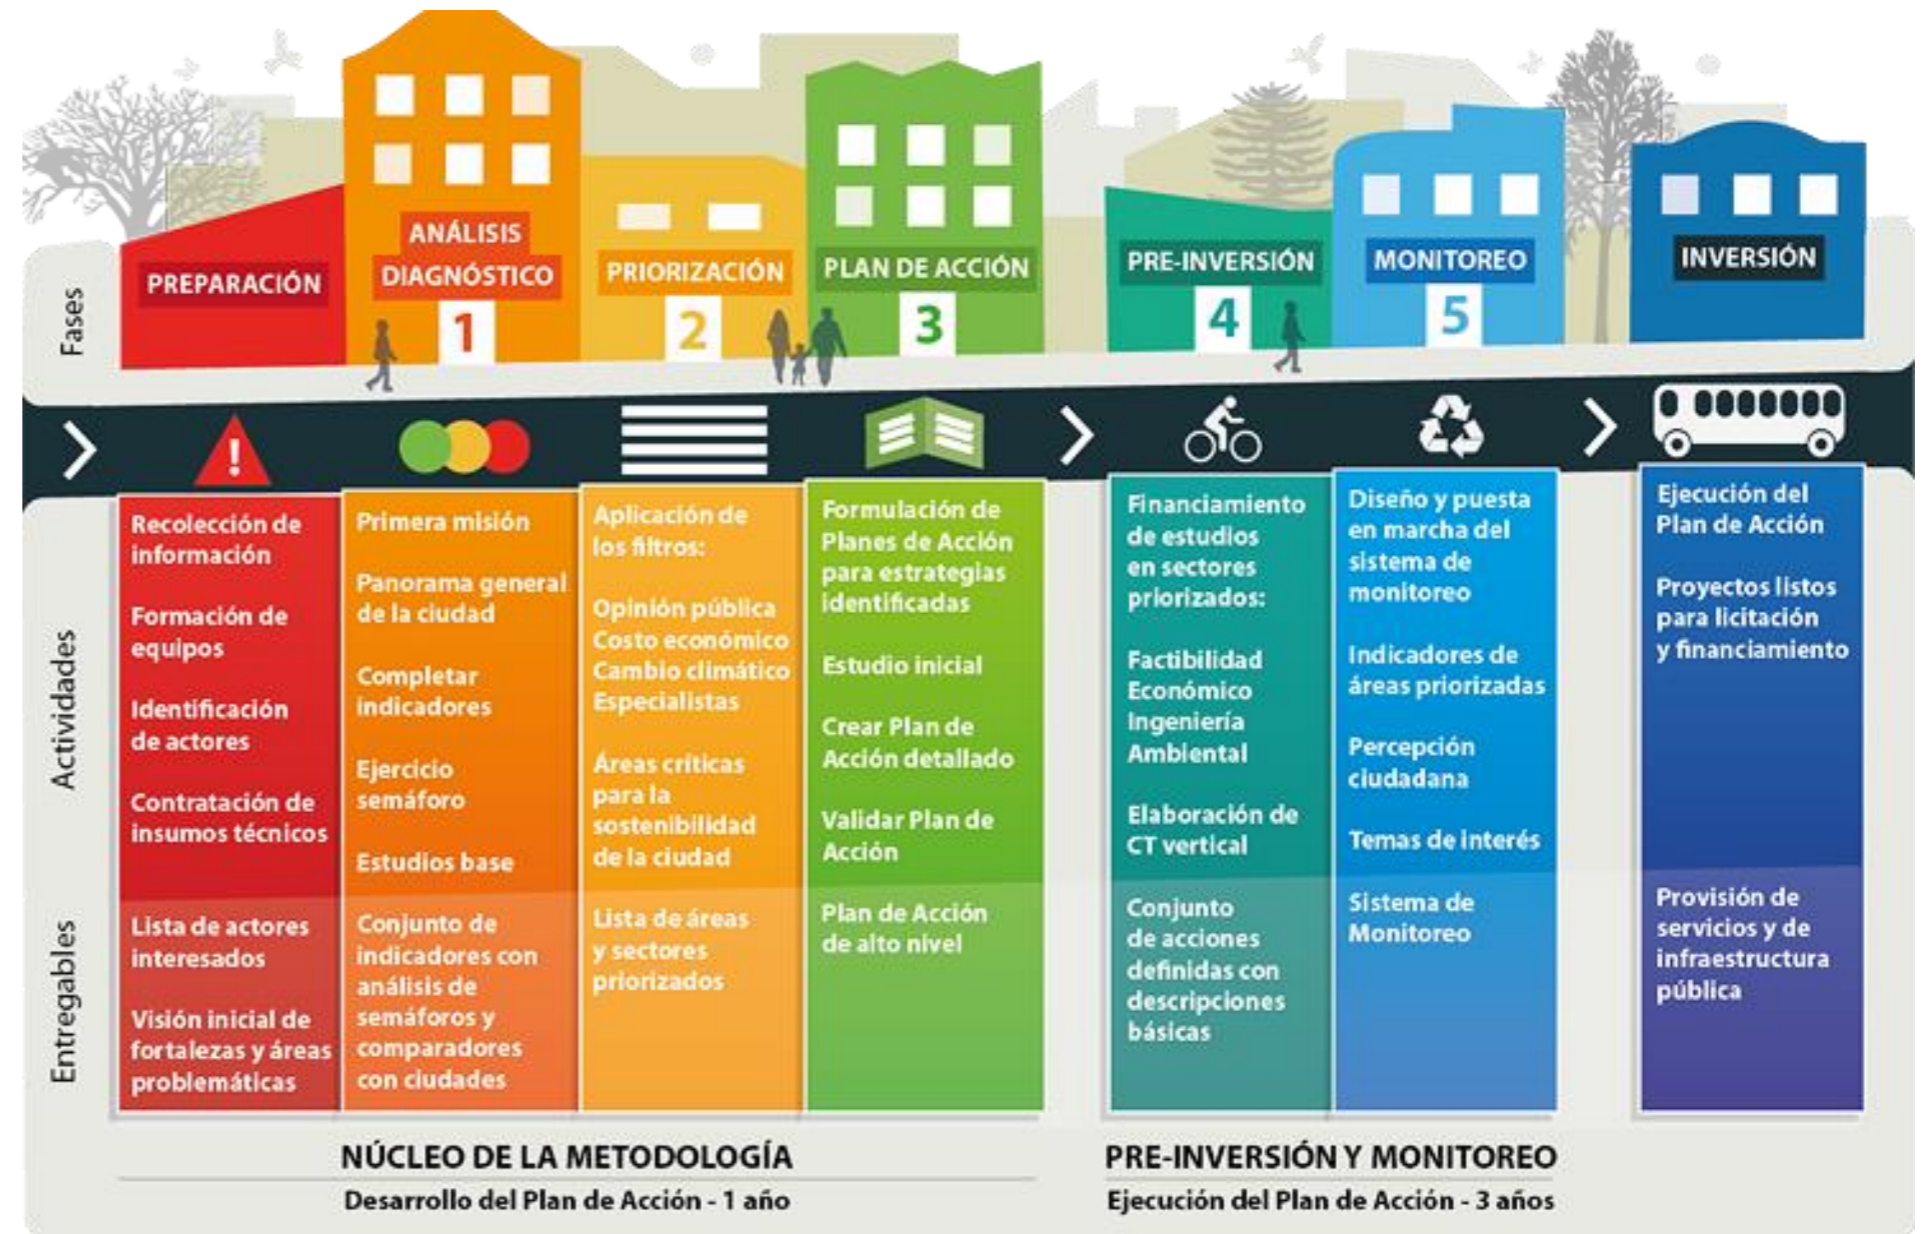 Fases
PREPARACIÓN
ANÁLISIS
DIAGNÓSTICO
1
PRIORIZACIÓN
2
PLAN DE ACCIÓN
3
PRE-INVERSIÓN
4
MONITOREO
5
INVERSIÓN
Actividades
Recolección de
información
Formación de
equipos
Identificación
de actores
Contratación de
insumos técnicos
Primera misión
Panorama general
de la ciudad
Completar
indicadores
Ejercicio
semáforo
Estudios base
Aplicación de
los filtros:
Opinión pública
Costo económico
Cambio climático
Especialistas
Áreas críticas
para la
sostenibilidad
de la ciudad
Formulación de
Planes de Acción
para estrategias
identificadas
Estudio inicial
Crear Plan de
Acción detallado
Validar Plan de
Acción
Financiamiento
de estudios
en sectores
priorizados:
Factibilidad
Económico
Ingeniería
Ambiental
Elaboración de
CT vertical
Diseño y puesta
en marcha del
sistema de
monitoreo
Indicadores de
áreas priorizadas
Percepción
ciudadana
Temas de interés
Ejecución del
Plan de Acción
Proyectos listos
para licitación
y financiamiento
Entregables
Lista de actores
interesados
Visión inicial de
fortalezas y áreas
problemáticas
Conjunto de
indicadores con
análisis de
semáforos y
comparadores
con ciudades
Lista de áreas
y sectores
priorizados
Plan de Acción
de alto nivel
Conjunto
de acciones
definidas con
descripciones
básicas
Sistema de
Monitoreo
Provisión de
servicios y de
infraestructura
pública
NÚCLEO DE LA METODOLOGÍA
Desarrollo del Plan de Acción - 1 año
PRE-INVERSIÓN Y MONITOREO
Ejecución del Plan de Acción - 3 años